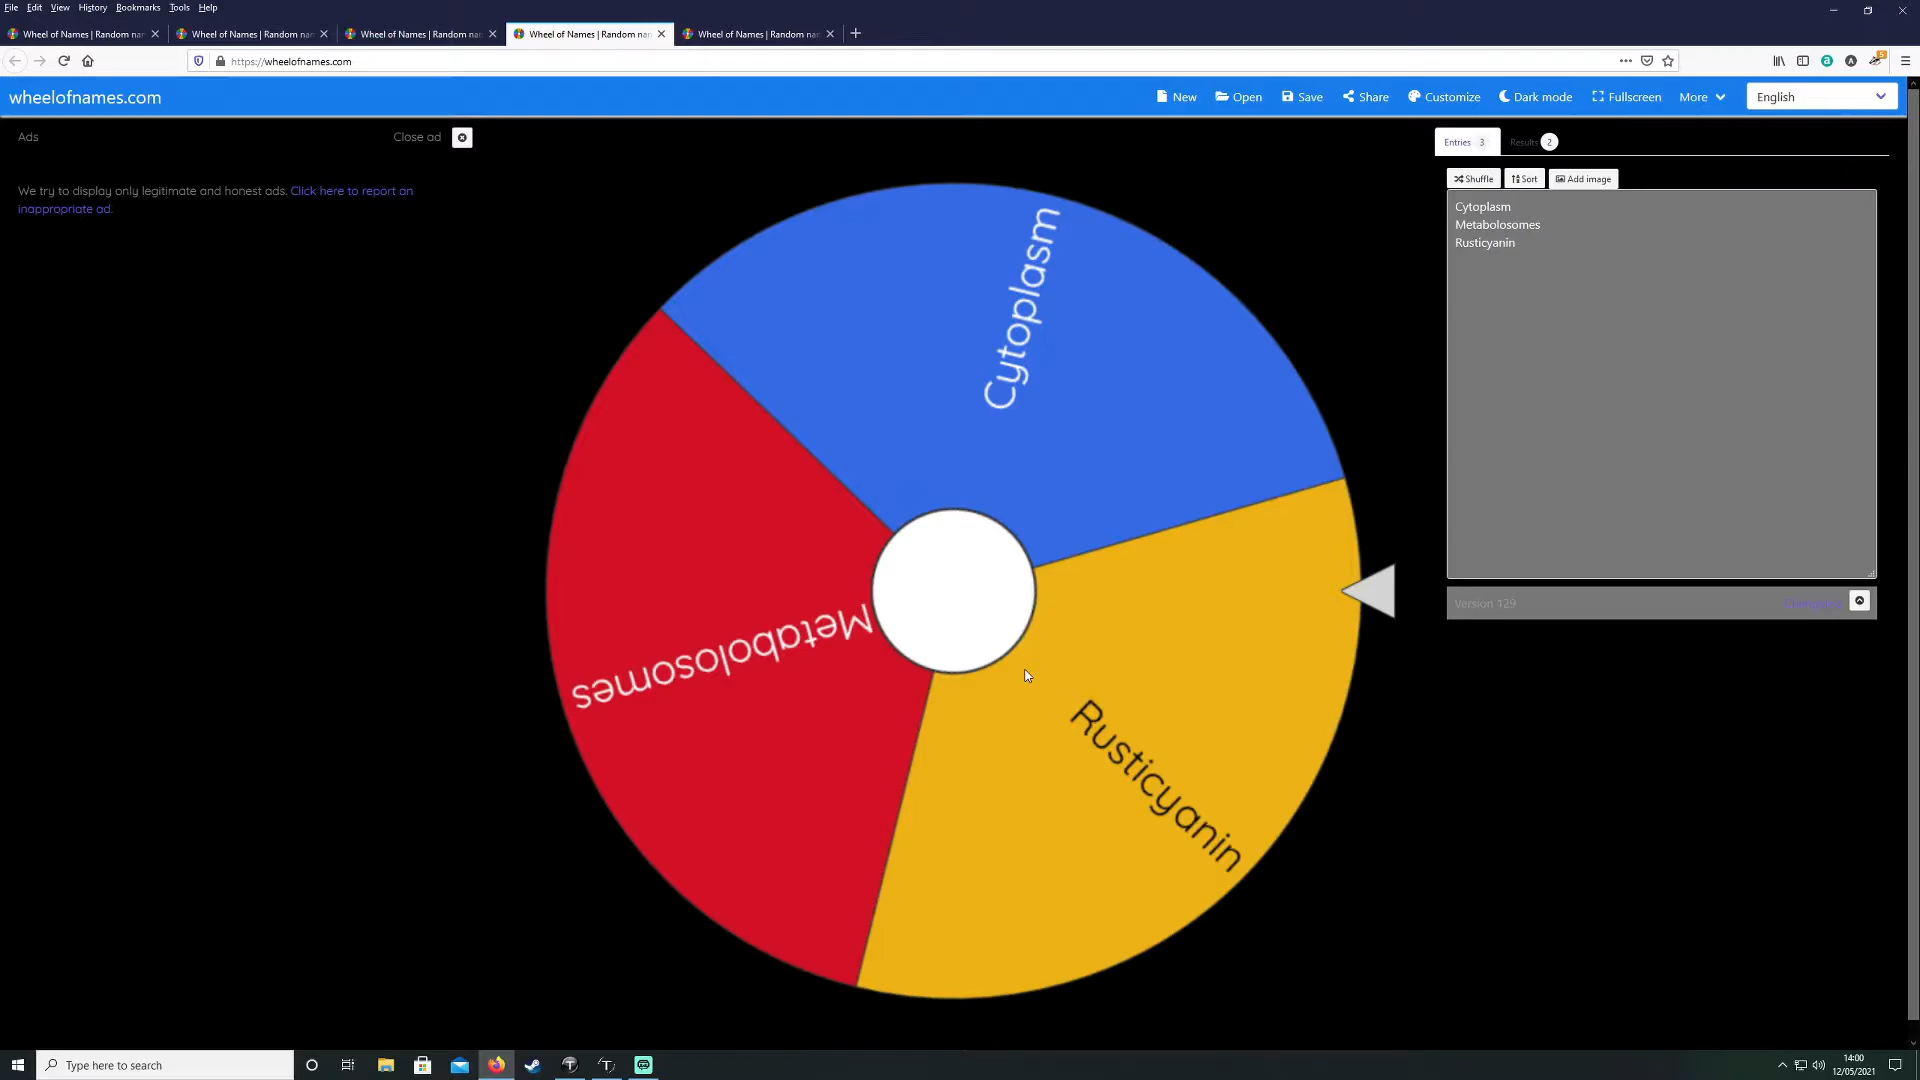 File Edit View History Bookmarks Tools Help
Wheel of Names | Random nar Wheel of Names | Random nar Wheel of Names | Random nar Wheel of Names | Random nar Wheel of Names | Random nar
https://wheelofnames.com
wheelofnames.com New Open Save Share Customize Dark mode Fullscreen More English
Ads Close ad
We try to display only legitimate and honest ads. Click here to report an
inappropriate ad.
Entries 3 Results 2
Shuffle Sort Add image
Cytoplasm
Metabolosomes
Rusticyanin
Version 129 Changelog
Cytoplasm
Metabolosomes
Rusticyanin
Type here to search
14:00
12/05/2021